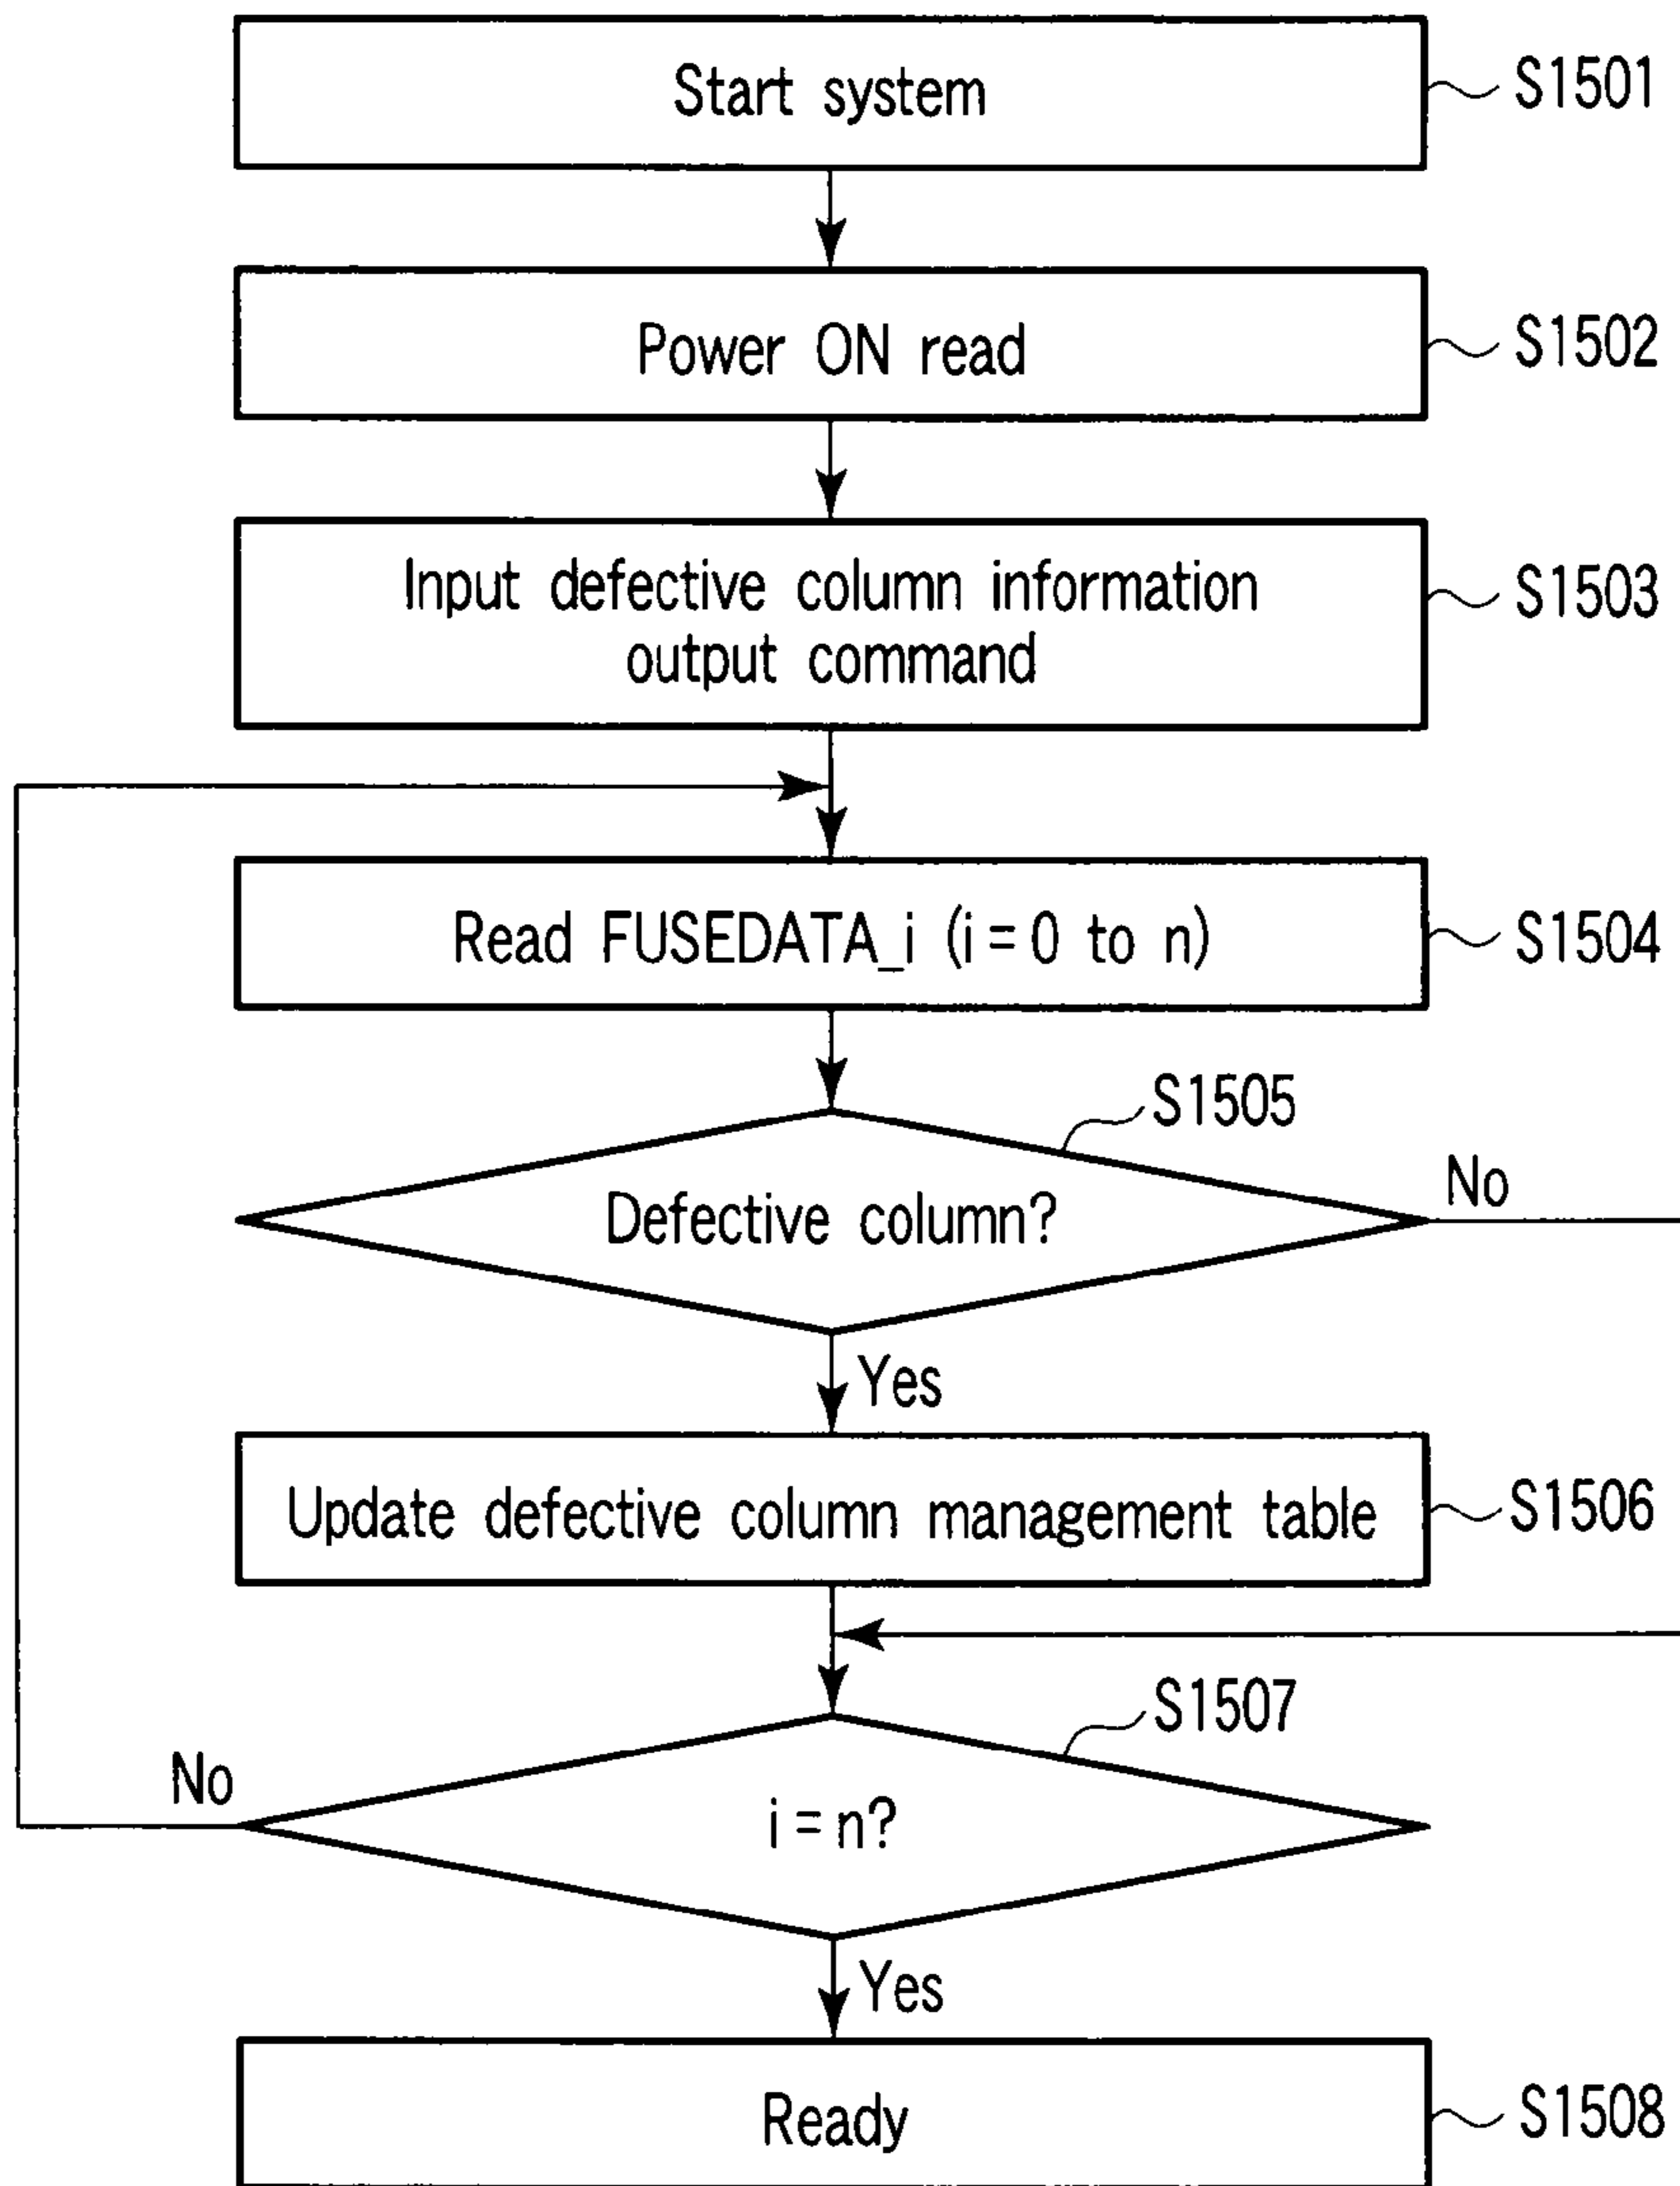 Start system
S1501
Power ON read
S1502
Input defective column information
output command
S1503
Read FUSEDATA_i (i = 0 to n)
S1504
S1505
Defective column?
No
Yes
Update defective column management table
S1506
S1507
No
i = n?
Yes
Ready
S1508